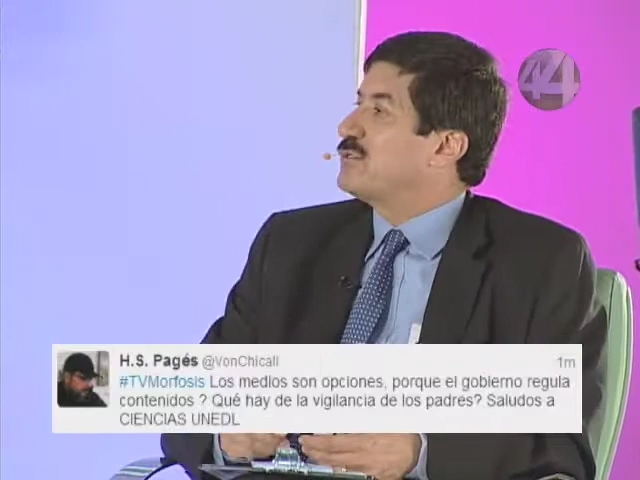 44
H.S. Pagés @VonChicali 1m
#TVMorfosis Los medios son opciones, porque el gobierno regula
contenidos ? Qué hay de la vigilancia de los padres? Saludos a
CIENCIAS UNEDL